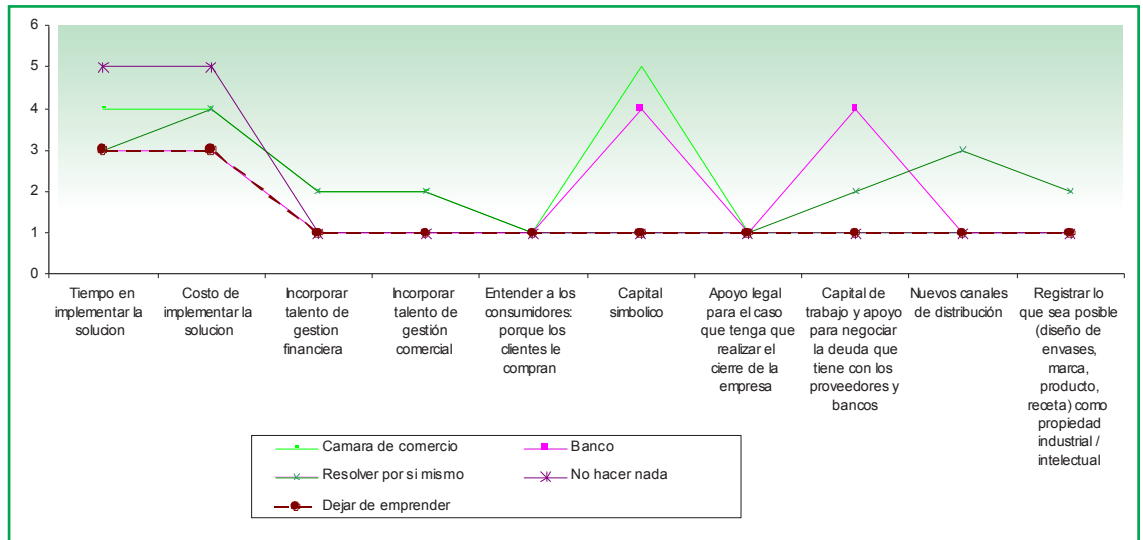 6
5
4
3
2
1
0
Tiempo en
implementar la
solucion
Costo de
implementar la
solucion
Incorporar
talento de
gestion
financiera
Incorporar
talento de
gestión
comercial
Entender a los
consumidores:
porque los
clientes le
compran
Capital
simbolico
Apoyo legal
para el caso
que tenga que
realizar el
cierre de la
empresa
Capital de
trabajo y apoyo
para negociar
la deuda que
tiene con los
proveedores y
bancos
Nuevos canales
de distribución
Registrar lo
que sea posible
(diseño de
envases,
marca,
producto,
receta) como
propiedad
industrial /
intelectual
Camara de comercio
Banco
Resolver por si mismo
No hacer nada
Dejar de emprender